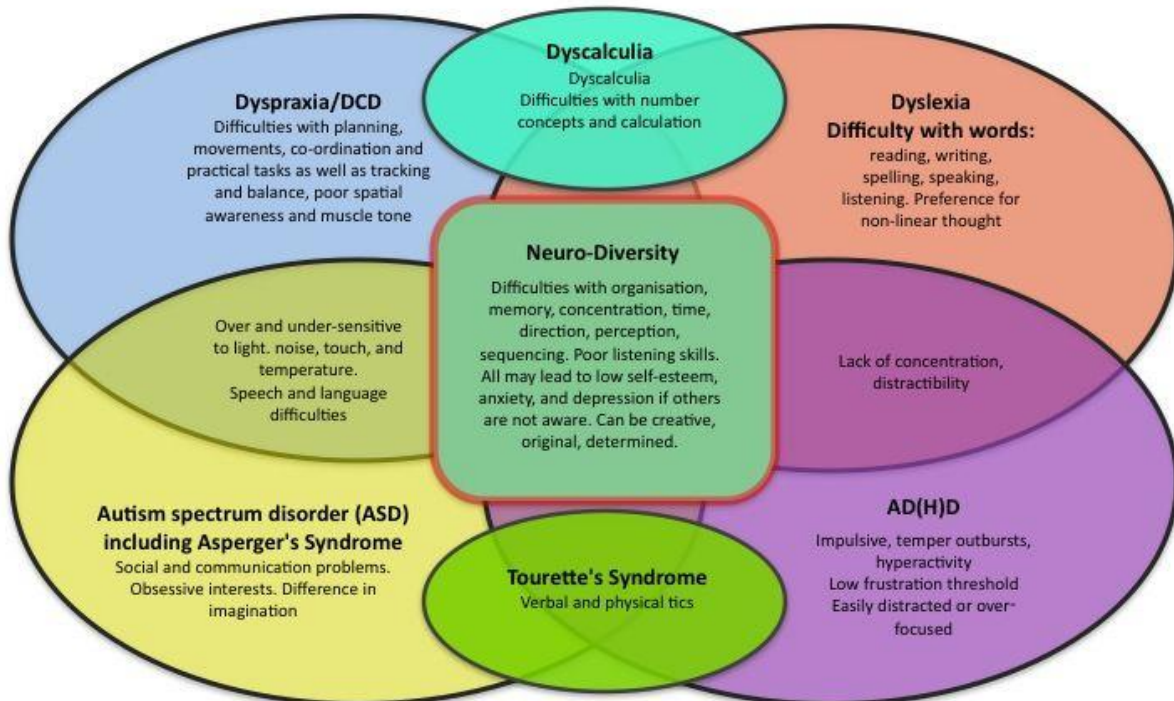 Dyscalculia
Dyscalculia
Difficulties with number
concepts and calculation
Dyspraxia/DCD
Difficulties with planning,
movements, co-ordination and
practical tasks as well as tracking
and balance, poor spatial
awareness and muscle tone
Dyslexia
Difficulty with words:
reading, writing,
spelling, speaking,
listening. Preference for
non-linear thought
Neuro-Diversity
Difficulties with organisation,
memory, concentration, time,
direction, perception,
sequencing. Poor listening skills.
All may lead to low self-esteem,
anxiety, and depression if others
are not aware. Can be creative,
original, determined.
Over and under-sensitive
to light. noise, touch, and
temperature.
Speech and language
difficulties
Lack of concentration,
distractibility
Autism spectrum disorder (ASD)
including Asperger's Syndrome
Social and communication problems.
Obsessive interests. Difference in
imagination
Tourette's Syndrome
Verbal and physical tics
AD(H)D
Impulsive, temper outbursts,
hyperactivity
Low frustration threshold
Easily distracted or over-
focused